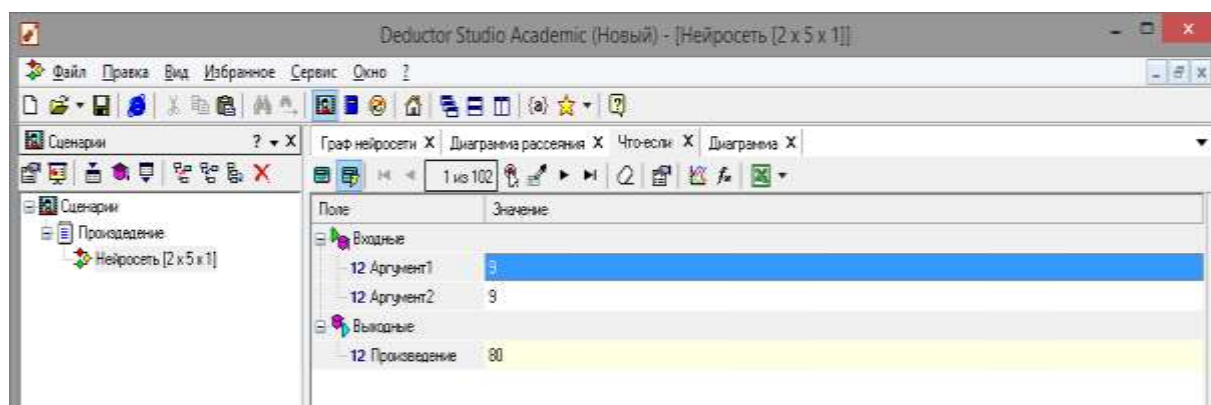 Deductor Studio Academic (Новый) - [Нейросеть [2 x 5 x 1]]
Файл Правка Вид Избранное Сервис Окно ?
Сценарии ?
Граф нейросети X Диаграмма рассеяния X Что-если X Диаграмма X
1 из 102
Сценарии
Произдедение
Нейросеть [2 x 5 x 1]
Поле Значение
Входные
12 Аргумент1 9
12 Аргумент2 9
Выходные
12 Произведение 80